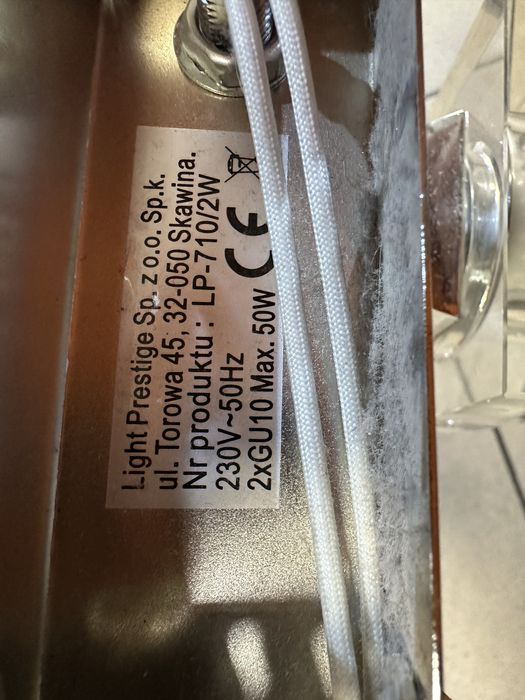 Light Prestige Sp. z o.o. Sp.k.
ul. Torowa 45, 32-050 Skawina.
Nr produktu : LP-710/2W
230V~50Hz
2xGU10 Max. 50W CE